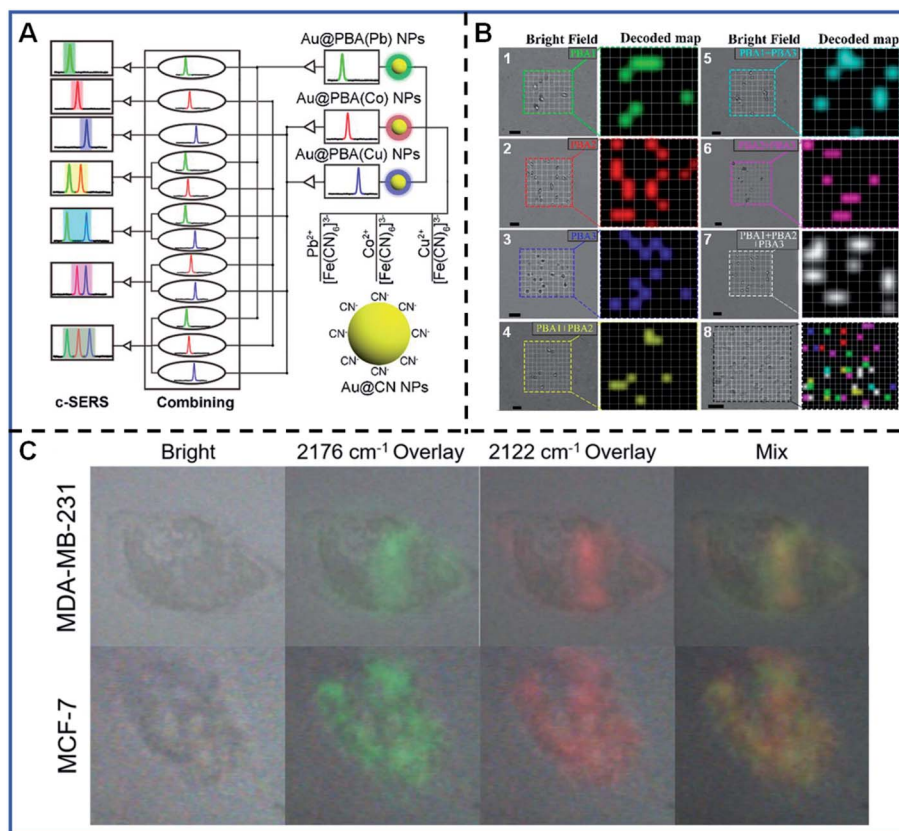 A
Au@PBA(Pb) NPs
Au@PBA(Co) NPs
Au@PBA(Cu) NPs
Pb²⁺
[Fe(CN)₆]³⁻
Co²⁺
[Fe(CN)₆]³⁻
Cu²⁺
[Fe(CN)₆]³⁻
CN⁻
CN⁻ CN⁻
CN⁻ CN⁻
CN⁻ CN⁻
CN⁻
Au@CN NPs
c-SERS Combining
B
Bright Field Decoded map Bright Field Decoded map
1 PBA1
5 PBA1+PBA3
2 PBA2
6
3 PBA3
7 PBA1+PBA2
+PBA3
4 PBA1+PBA2
8
C
Bright 2176 cm⁻¹ Overlay 2122 cm⁻¹ Overlay Mix
MDA-MB-231
MCF-7